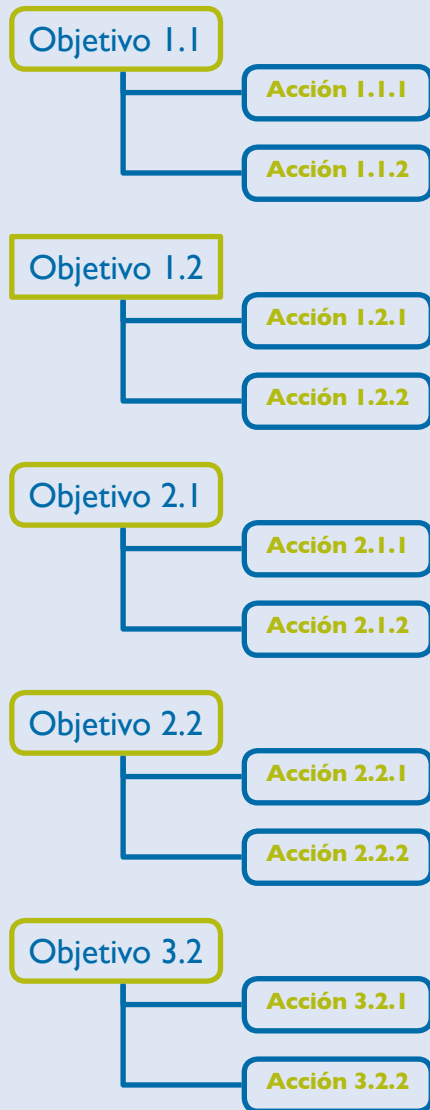 Objetivo 1.1
Acción 1.1.1
Acción 1.1.2
Objetivo 1.2
Acción 1.2.1
Acción 1.2.2
Objetivo 2.1
Acción 2.1.1
Acción 2.1.2
Objetivo 2.2
Acción 2.2.1
Acción 2.2.2
Objetivo 3.2
Acción 3.2.1
Acción 3.2.2